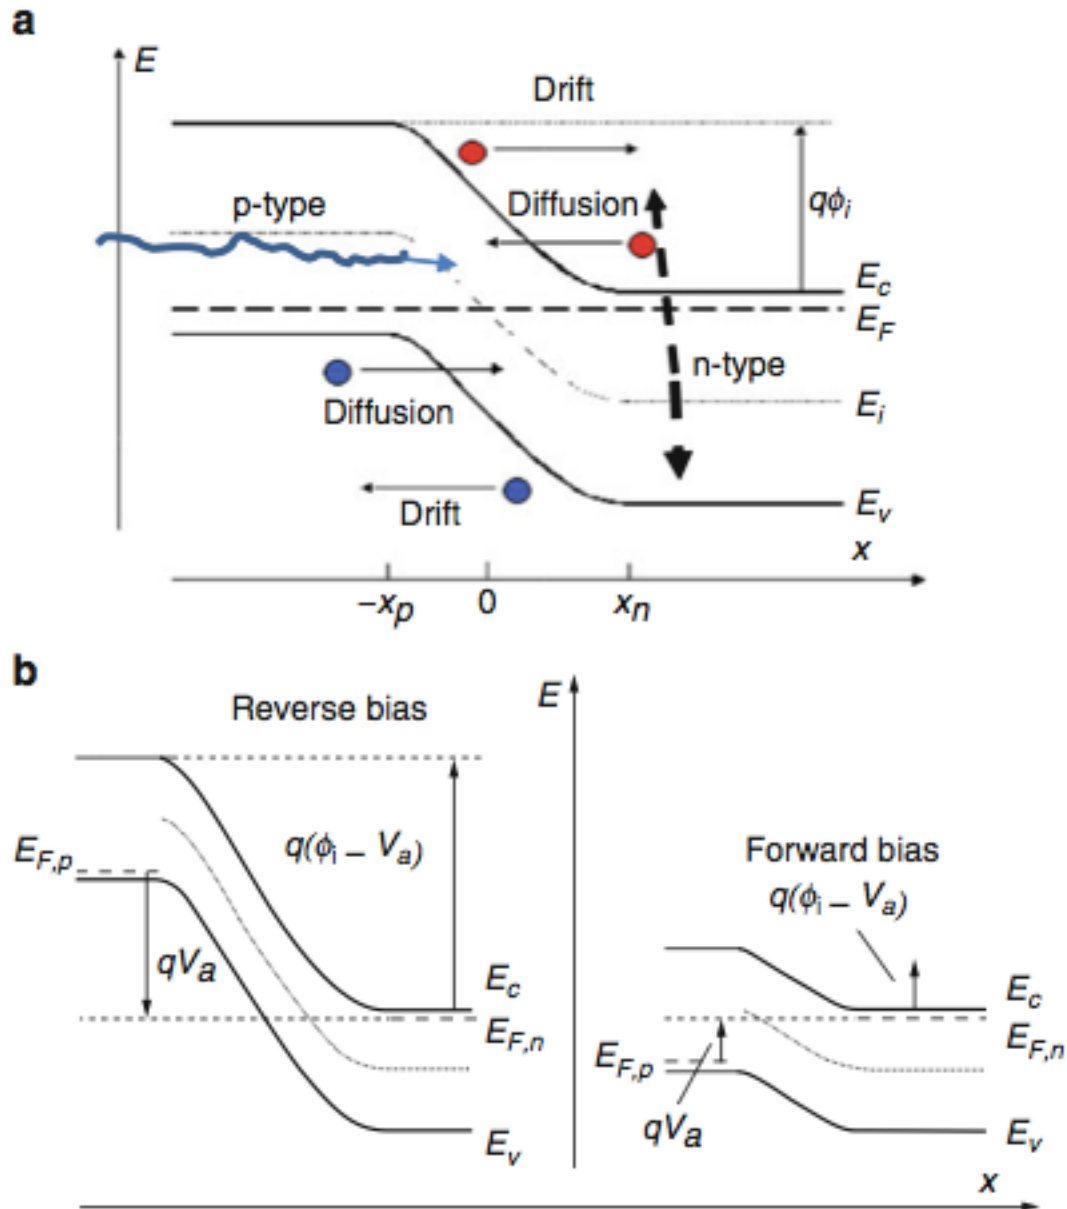 a
E
Drift
p-type
Diffusion
qϕi
Ec
EF
n-type
Diffusion
Ei
Drift
Ev
x
−xp 0 xn
b
Reverse bias
E
q(ϕi − Va)
EF,p
Forward bias
q(ϕi − Va)
qVa
Ec
Ec
EF,n
EF,n
EF,p
qVa
Ev
Ev
x